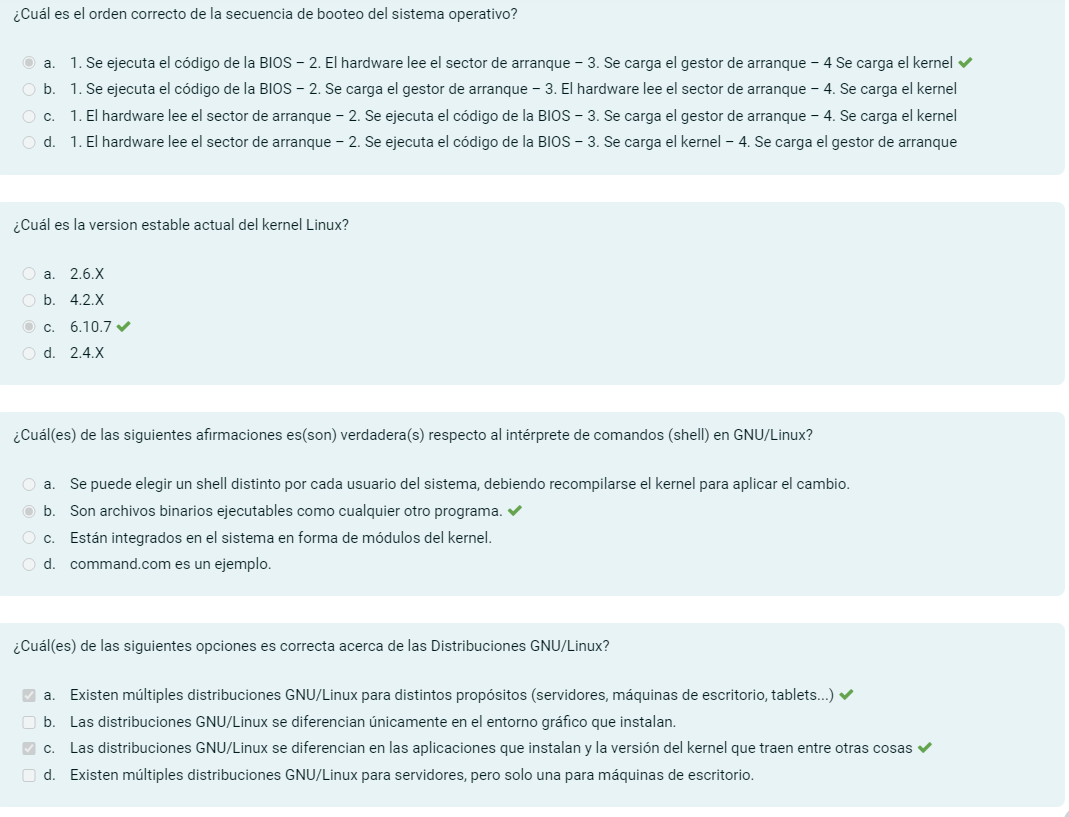 ¿Cuál es el orden correcto de la secuencia de booteo del sistema operativo?
a. 1. Se ejecuta el código de la BIOS – 2. El hardware lee el sector de arranque – 3. Se carga el gestor de arranque – 4 Se carga el kernel
b. 1. Se ejecuta el código de la BIOS – 2. Se carga el gestor de arranque – 3. El hardware lee el sector de arranque – 4. Se carga el kernel
c. 1. El hardware lee el sector de arranque – 2. Se ejecuta el código de la BIOS – 3. Se carga el gestor de arranque – 4. Se carga el kernel
d. 1. El hardware lee el sector de arranque – 2. Se ejecuta el código de la BIOS – 3. Se carga el kernel – 4. Se carga el gestor de arranque
¿Cuál es la version estable actual del kernel Linux?
a. 2.6.X
b. 4.2.X
c. 6.10.7
d. 2.4.X
¿Cuál(es) de las siguientes afirmaciones es(son) verdadera(s) respecto al intérprete de comandos (shell) en GNU/Linux?
a. Se puede elegir un shell distinto por cada usuario del sistema, debiendo recompilarse el kernel para aplicar el cambio.
b. Son archivos binarios ejecutables como cualquier otro programa.
c. Están integrados en el sistema en forma de módulos del kernel.
d. command.com es un ejemplo.
¿Cuál(es) de las siguientes opciones es correcta acerca de las Distribuciones GNU/Linux?
a. Existen múltiples distribuciones GNU/Linux para distintos propósitos (servidores, máquinas de escritorio, tablets...)
b. Las distribuciones GNU/Linux se diferencian únicamente en el entorno gráfico que instalan.
c. Las distribuciones GNU/Linux se diferencian en las aplicaciones que instalan y la versión del kernel que traen entre otras cosas
d. Existen múltiples distribuciones GNU/Linux para servidores, pero solo una para máquinas de escritorio.